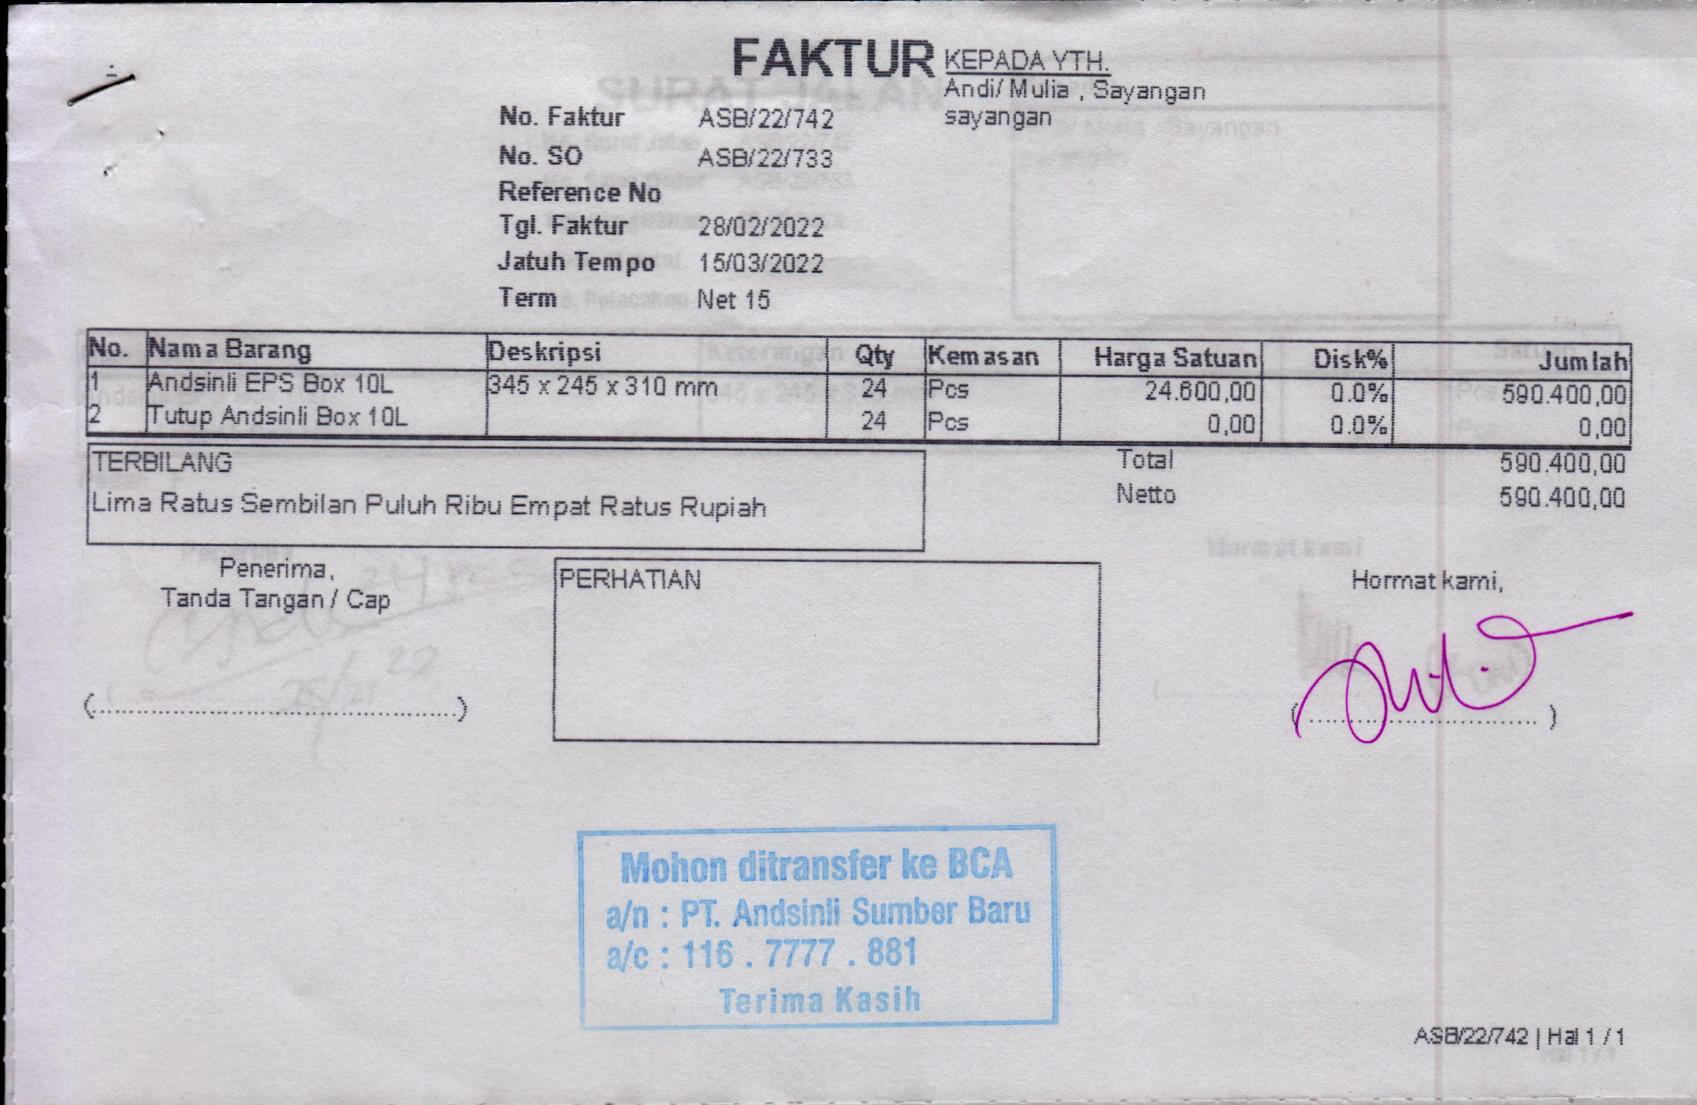 FAKTUR
KEPADA YTH.
Andi/ Mulia , Sayangan
sayangan
No. Faktur ASB/22/742
No. SO ASB/22/733
Reference No
Tgl. Faktur 28/02/2022
Jatuh Tempo 15/03/2022
Term Net 15
No. Nama Barang Deskripsi Qty Kemasan Harga Satuan Disk% Jumlah
1 Andsinli EPS Box 10L 345 x 245 x 310 mm 24 Pcs 24.600,00 0.0% 590.400,00
2 Tutup Andsinli Box 10L 24 Pcs 0,00 0.0% 0,00
TERBILANG
Lima Ratus Sembilan Puluh Ribu Empat Ratus Rupiah
Total 590.400,00
Netto 590.400,00
Penerima,
Tanda Tangan / Cap
(.................................................)
PERHATIAN
Hormat kami,
(.................................)
Mohon ditransfer ke BCA
a/n : PT. Andsinli Sumber Baru
a/c : 116 . 7777 . 881
Terima Kasih
ASB/22/742 | Hal 1 / 1